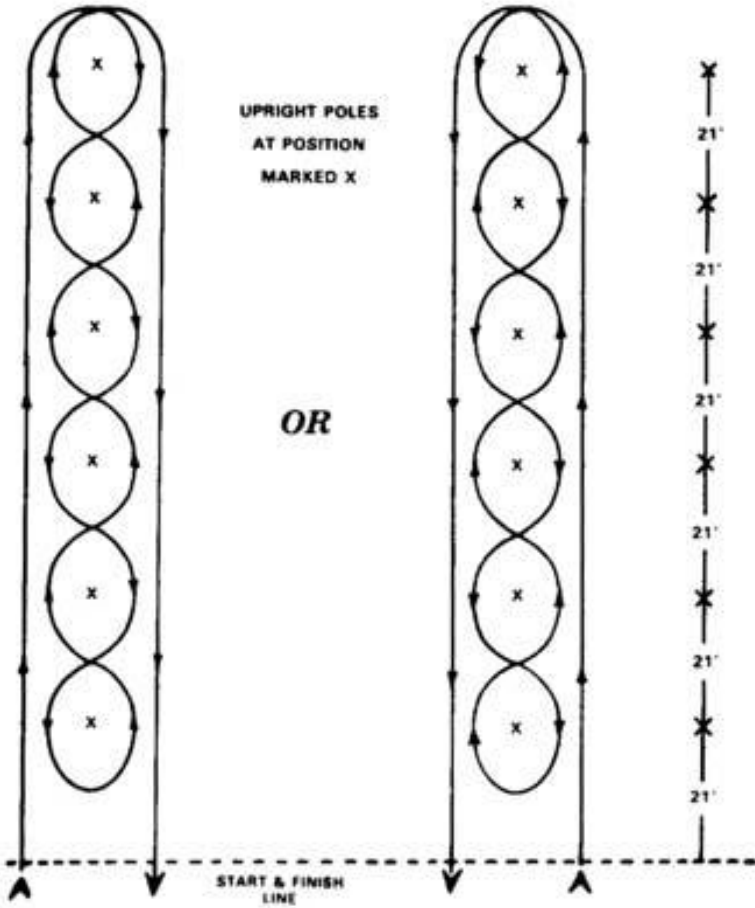 UPRIGHT POLES
AT POSITION
MARKED X
OR
X
X
X
X
X
X
X
X
X
X
X
X
21'
21'
21'
21'
21'
21'
START & FINISH
LINE